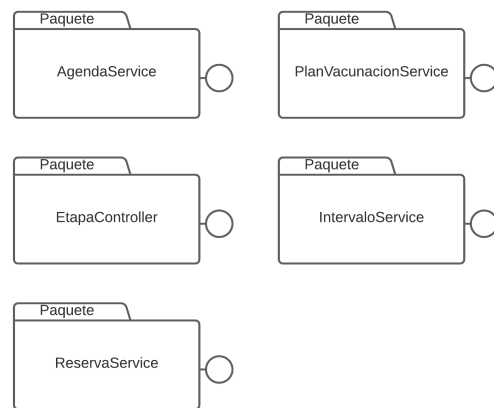 Paquete
AgendaService
Paquete
PlanVacunacionService
Paquete
EtapaController
Paquete
IntervaloService
Paquete
ReservaService